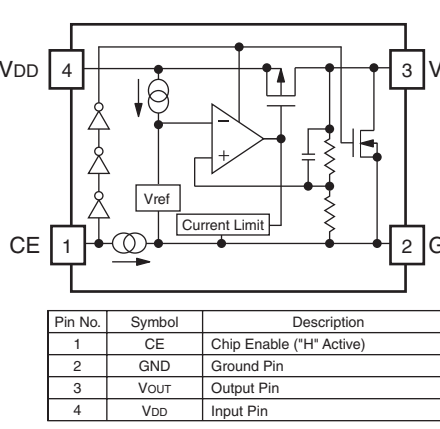 VDD 4 3 V
− +
Vref
Current Limit
CE 1 2 G
Pin No. Symbol Description
1 CE Chip Enable ("H" Active)
2 GND Ground Pin
3 VOUT Output Pin
4 VDD Input Pin